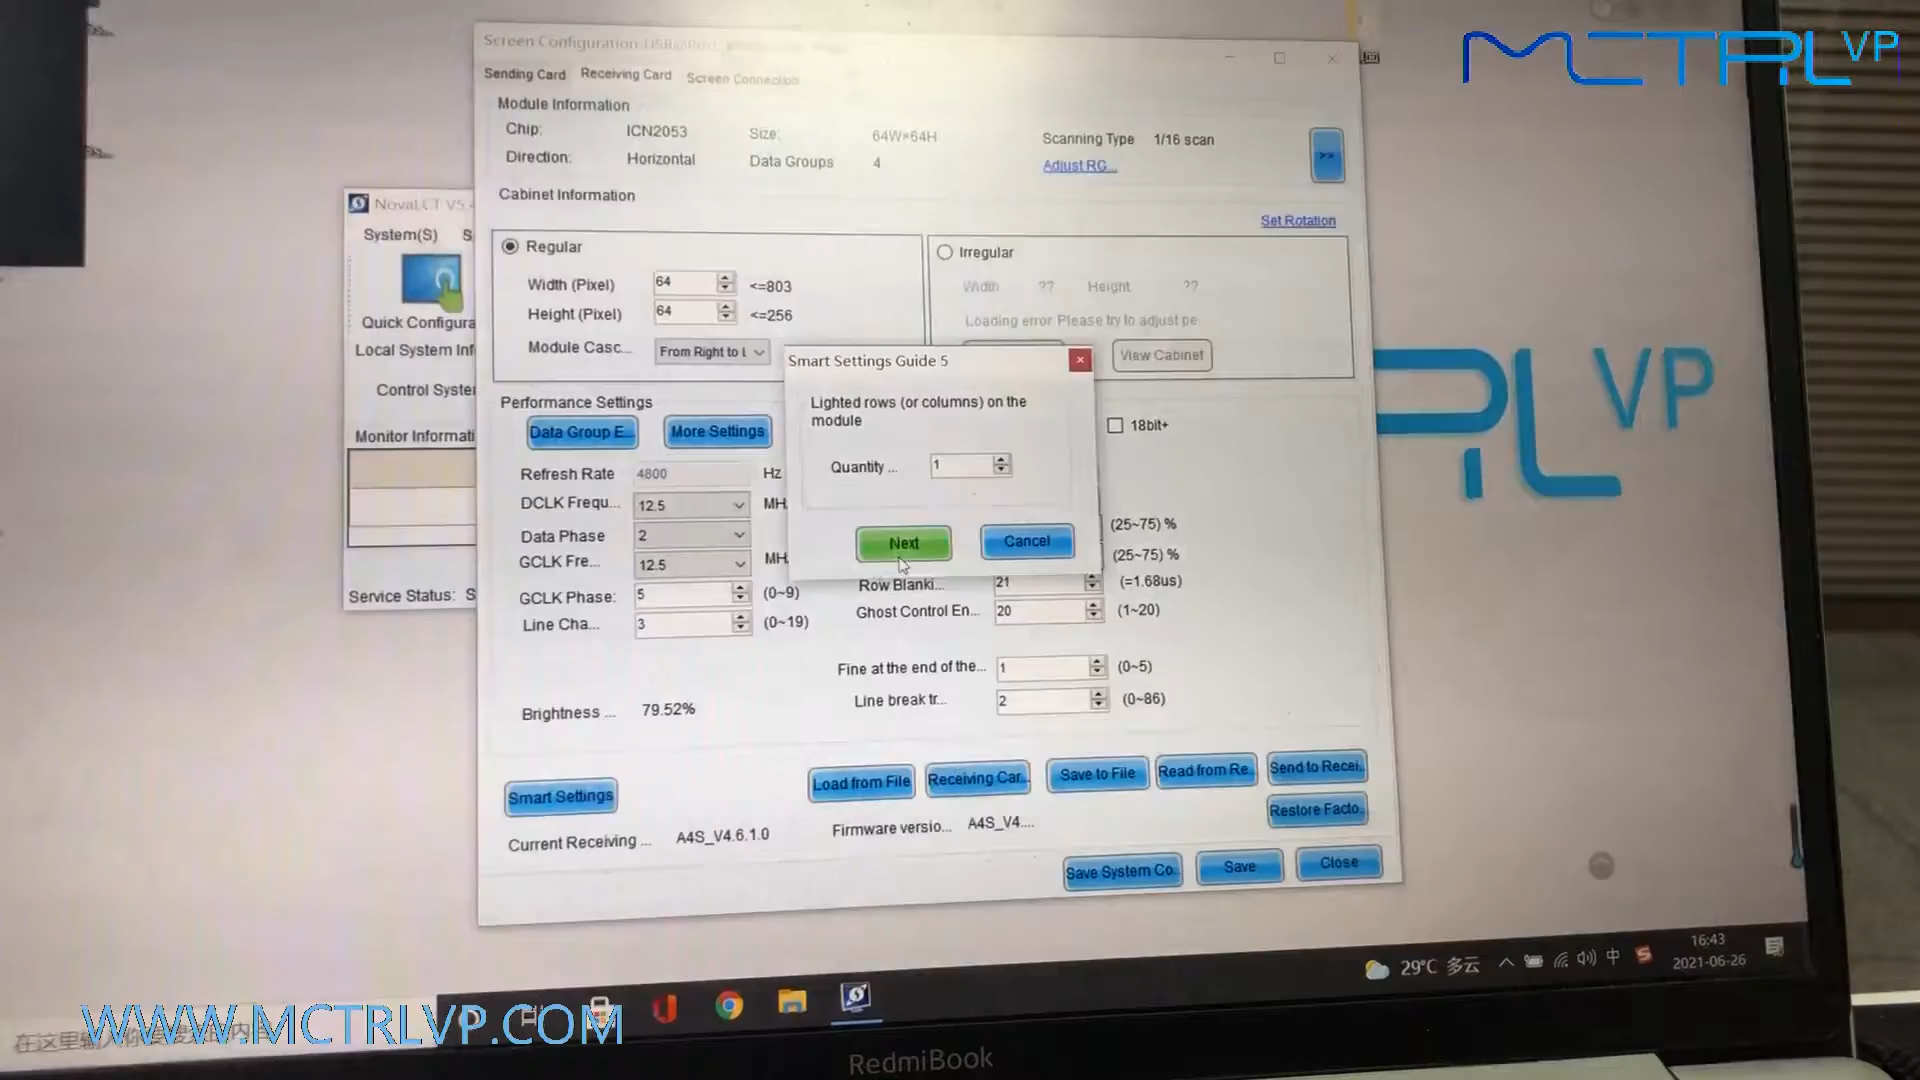 MCTRL VP
Screen Configuration-USB@Port_
Sending Card Receiving Card Screen Connection
Module Information
Chip: ICN2053 Size: 64W×64H Scanning Type 1/16 scan
>>
Direction: Horizontal Data Groups 4 Adjust RG...
Cabinet Information
Set Rotation
NovaLCT V5.
System(S) S
Quick Configura
Local System Inf
Control Syste
Monitor Informati
Service Status: S
Regular
Width (Pixel) 64 <=803
Height (Pixel) 64 <=256
Module Casc... From Right to L
Irregular
Width ?? Height ??
Loading error Please try to adjust pe
View Cabinet
Smart Settings Guide 5
Lighted rows (or columns) on the
module
Quantity ... 1
Next Cancel
Performance Settings
Data Group E... More Settings 18bit+
Refresh Rate 4800 Hz
DCLK Frequ... 12.5 MH
Data Phase 2 (25~75) %
GCLK Fre... 12.5 MH (25~75) %
GCLK Phase: 5 (0~9) Row Blanki... 21 (=1.68us)
Line Cha... 3 (0~19) Ghost Control En... 20 (1~20)
Fine at the end of the... 1 (0~5)
Brightness ... 79.52% Line break tr... 2 (0~86)
Smart Settings Load from File Receiving Car.. Save to File Read from Re... Send to Recei..
Restore Facto..
Current Receiving ... A4S_V4.6.1.0 Firmware versio... A4S_V4....
Save System Co.. Save Close
RL VP
29°C 多云 中 16:43
2021-06-26
WWW.MCTRLVP.COM
RedmiBook